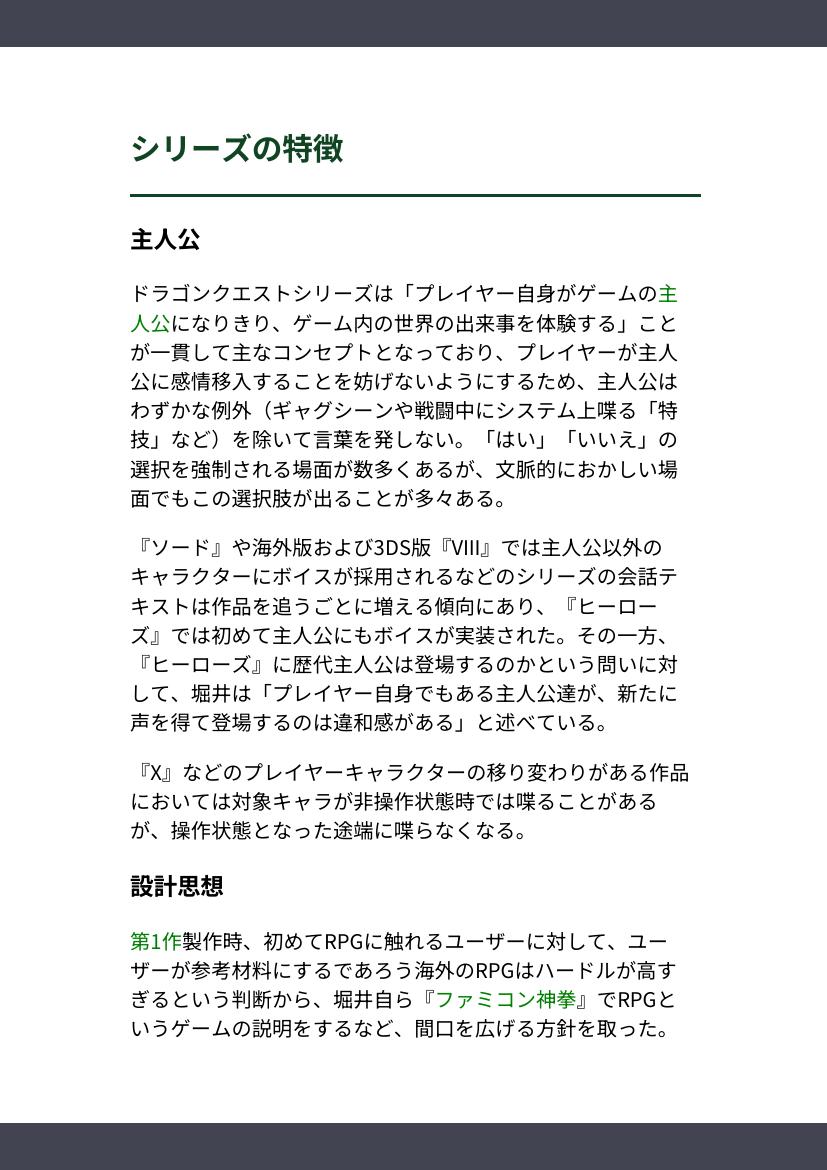 シリーズの特徴
主人公
ドラゴンクエストシリーズは「プレイヤー自身がゲームの主
人公になりきり、ゲーム内の世界の出来事を体験する」こと
が一貫して主なコンセプトとなっており、プレイヤーが主人
公に感情移入することを妨げないようにするため、主人公は
わずかな例外（ギャグシーンや戦闘中にシステム上喋る「特
技」など）を除いて言葉を発しない。「はい」「いいえ」の
選択を強制される場面が数多くあるが、文脈的におかしい場
面でもこの選択肢が出ることが多々ある。
『ソード』や海外版および3DS版『VIII』では主人公以外の
キャラクターにボイスが採用されるなどのシリーズの会話テ
キストは作品を追うごとに増える傾向にあり、『ヒーロー
ズ』では初めて主人公にもボイスが実装された。その一方、
『ヒーローズ』に歴代主人公は登場するのかという問いに対
して、堀井は「プレイヤー自身でもある主人公達が、新たに
声を得て登場するのは違和感がある」と述べている。
『X』などのプレイヤーキャラクターの移り変わりがある作品
においては対象キャラが非操作状態時では喋ることがある
が、操作状態となった途端に喋らなくなる。
設計思想
第1作製作時、初めてRPGに触れるユーザーに対して、ユー
ザーが参考材料にするであろう海外のRPGはハードルが高す
ぎるという判断から、堀井自ら『ファミコン神拳』でRPGと
いうゲームの説明をするなど、間口を広げる方針を取った。